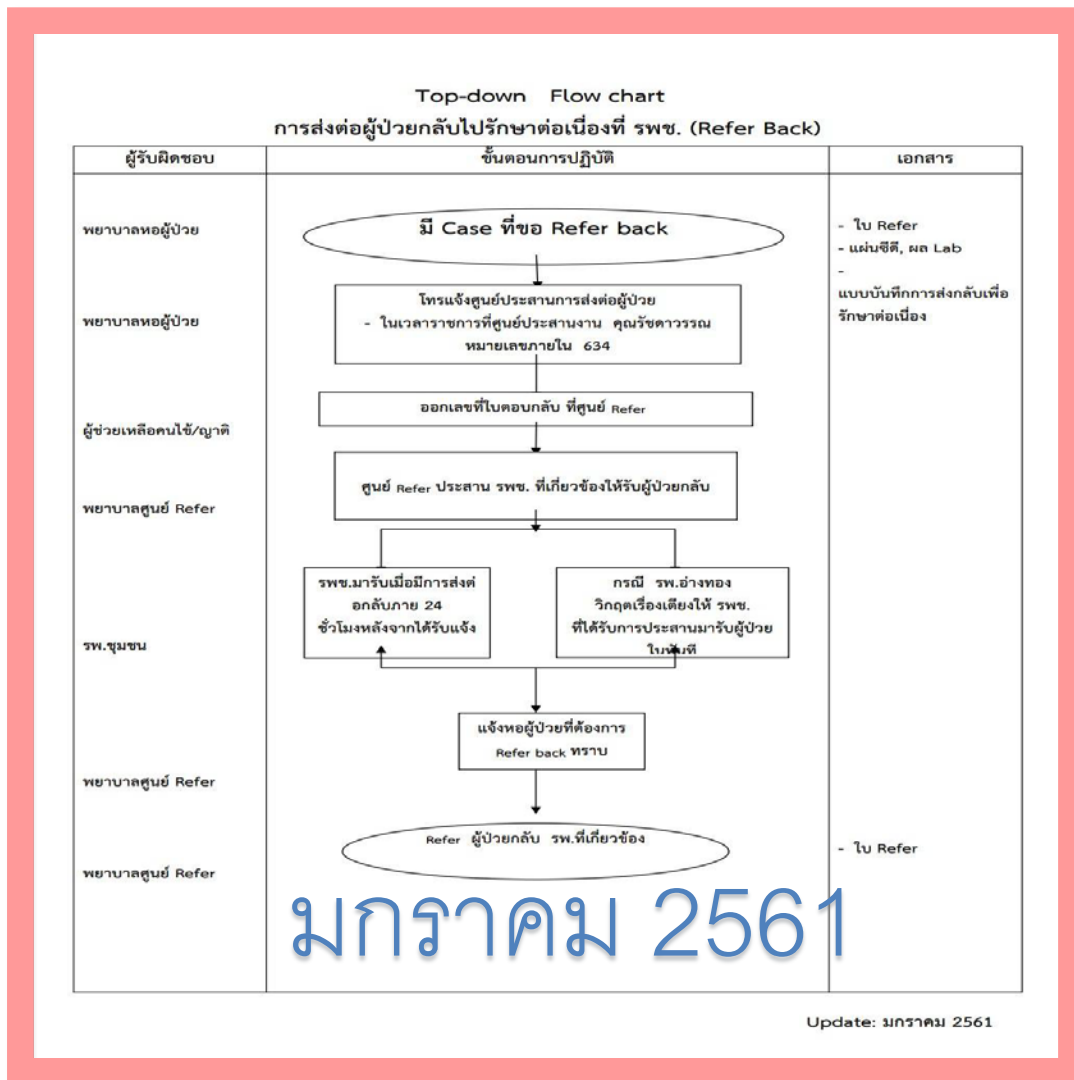 Top-down Flow chart
การส่งต่อผู้ป่วยกลับไปรักษาต่อเนื่องที่ รพช. (Refer Back)
ผู้รับผิดชอบ
ขั้นตอนการปฏิบัติ
เอกสาร
พยาบาลหอผู้ป่วย
มี Case ที่ขอ Refer back
- ใบ Refer
- แผ่นซีดี, ผล Lab
-
แบบบันทึกการส่งกลับเพื่อ
รักษาต่อเนื่อง
พยาบาลหอผู้ป่วย
โทรแจ้งศูนย์ประสานการส่งต่อผู้ป่วย
- ในเวลาราชการที่ศูนย์ประสานงาน คุณรัชดาวรรณ
หมายเลขภายใน 634
ออกเลขที่ใบตอบกลับ ที่ศูนย์ Refer
ผู้ช่วยเหลือคนไข้/ญาติ
ศูนย์ Refer ประสาน รพช. ที่เกี่ยวข้องให้รับผู้ป่วยกลับ
พยาบาลศูนย์ Refer
รพช.มารับเมื่อมีการส่งต่
อกลับภาย 24
ชั่วโมงหลังจากได้รับแจ้ง
กรณี รพ.อ่างทอง
วิกฤตเรื่องเตียงให้ รพช.
ที่ได้รับการประสานมารับผู้ป่วย
ในทันที
รพ.ชุมชน
แจ้งหอผู้ป่วยที่ต้องการ
Refer back ทราบ
พยาบาลศูนย์ Refer
Refer ผู้ป่วยกลับ รพ.ที่เกี่ยวข้อง
- ใบ Refer
พยาบาลศูนย์ Refer
มกราคม 2561
Update: มกราคม 2561